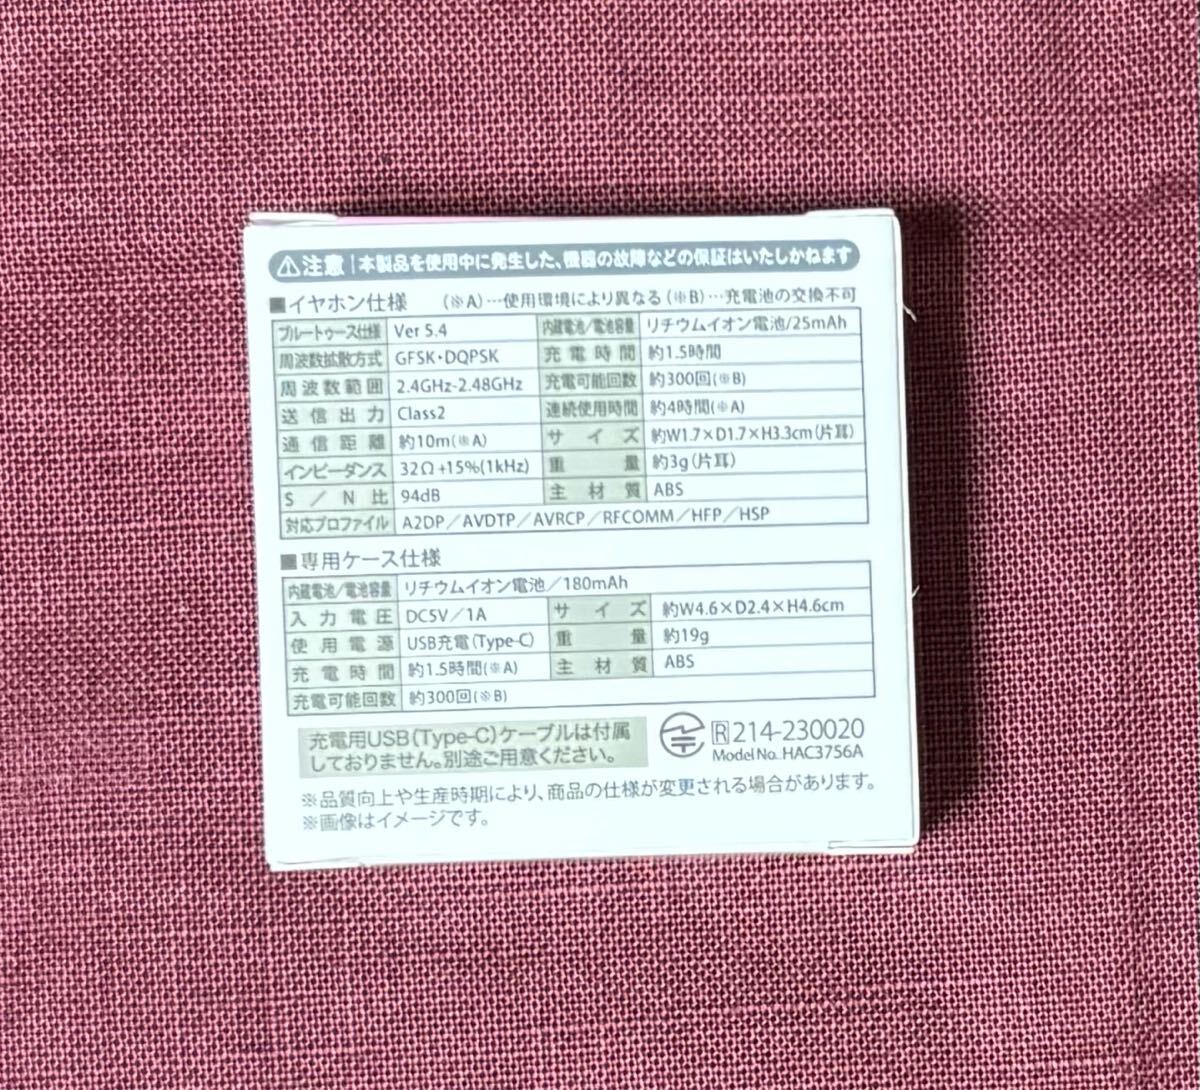 ⚠注意|本製品を使用中に発生した、機器の故障などの保証はいたしかねます
■イヤホン仕様 (※A)…使用環境により異なる(※B)…充電池の交換不可
ブルートゥース仕様 Ver 5.4 内蔵電池/電池容量 リチウムイオン電池/25mAh
周波数拡散方式 GFSK・DQPSK 充電時間 約1.5時間
周波数範囲 2.4GHz-2.48GHz 充電可能回数 約300回(※B)
送信出力 Class2 連続使用時間 約4時間(※A)
通信距離 約10m(※A) サイズ 約W1.7×D1.7×H3.3cm(片耳)
インピーダンス 32Ω+15%(1kHz) 重量 約3g(片耳)
S/N比 94dB 主材質 ABS
対応プロファイル A2DP/AVDTP/AVRCP/RFCOMM/HFP/HSP
■専用ケース仕様
内蔵電池/電池容量 リチウムイオン電池/180mAh
入力電圧 DC5V/1A サイズ 約W4.6×D2.4×H4.6cm
使用電源 USB充電(Type-C) 重量 約19g
充電時間 約1.5時間(※A) 主材質 ABS
充電可能回数 約300回(※B)
充電用USB(Type-C)ケーブルは付属
しておりません。別途ご用意ください。
R 214-230020
Model No. HAC3756A
※品質向上や生産時期により、商品の仕様が変更される場合があります。
※画像はイメージです。